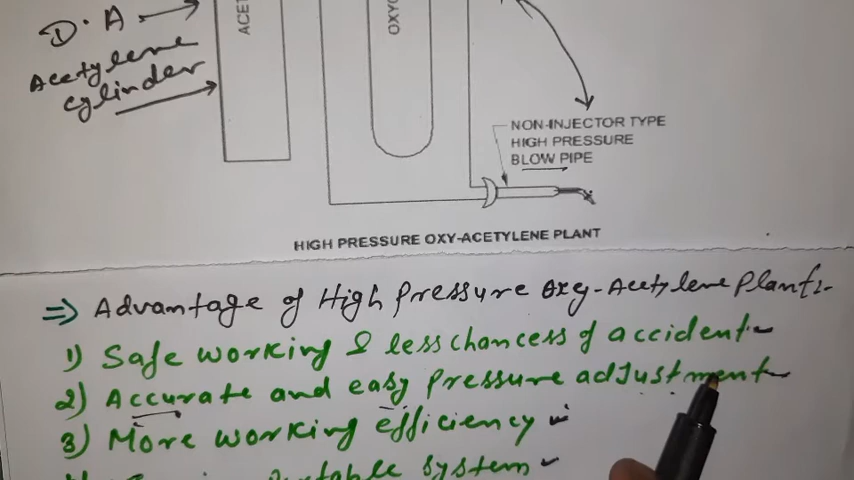 D.A
Acetylene
cylinder
ACET
OXYG
NON-INJECTOR TYPE
HIGH PRESSURE
BLOW PIPE
HIGH PRESSURE OXY-ACETYLENE PLANT
⇒ Advantage of High Pressure Oxy-Acetylene Plant:-
1) Safe working & less chancess of accident
2) Accurate and easy pressure adjustment
3) More working efficiency
system